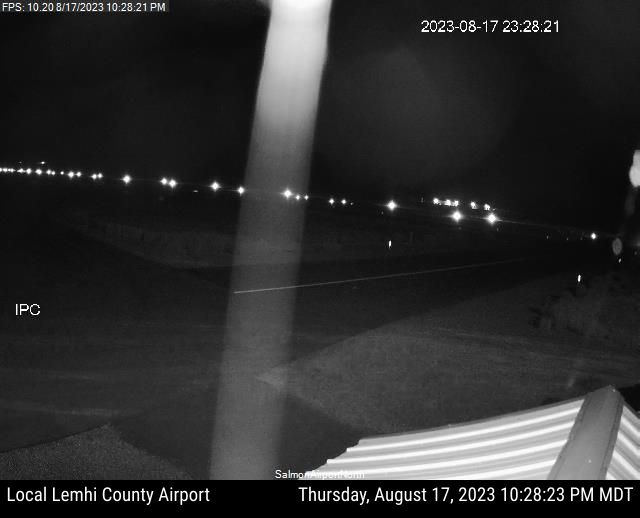 FPS: 10.20 8/17/2023 10:28:21 PM
2023-08-17 23:28:21
IPC
SalmonAirportNorth
Local Lemhi County Airport Thursday, August 17, 2023 10:28:23 PM MDT